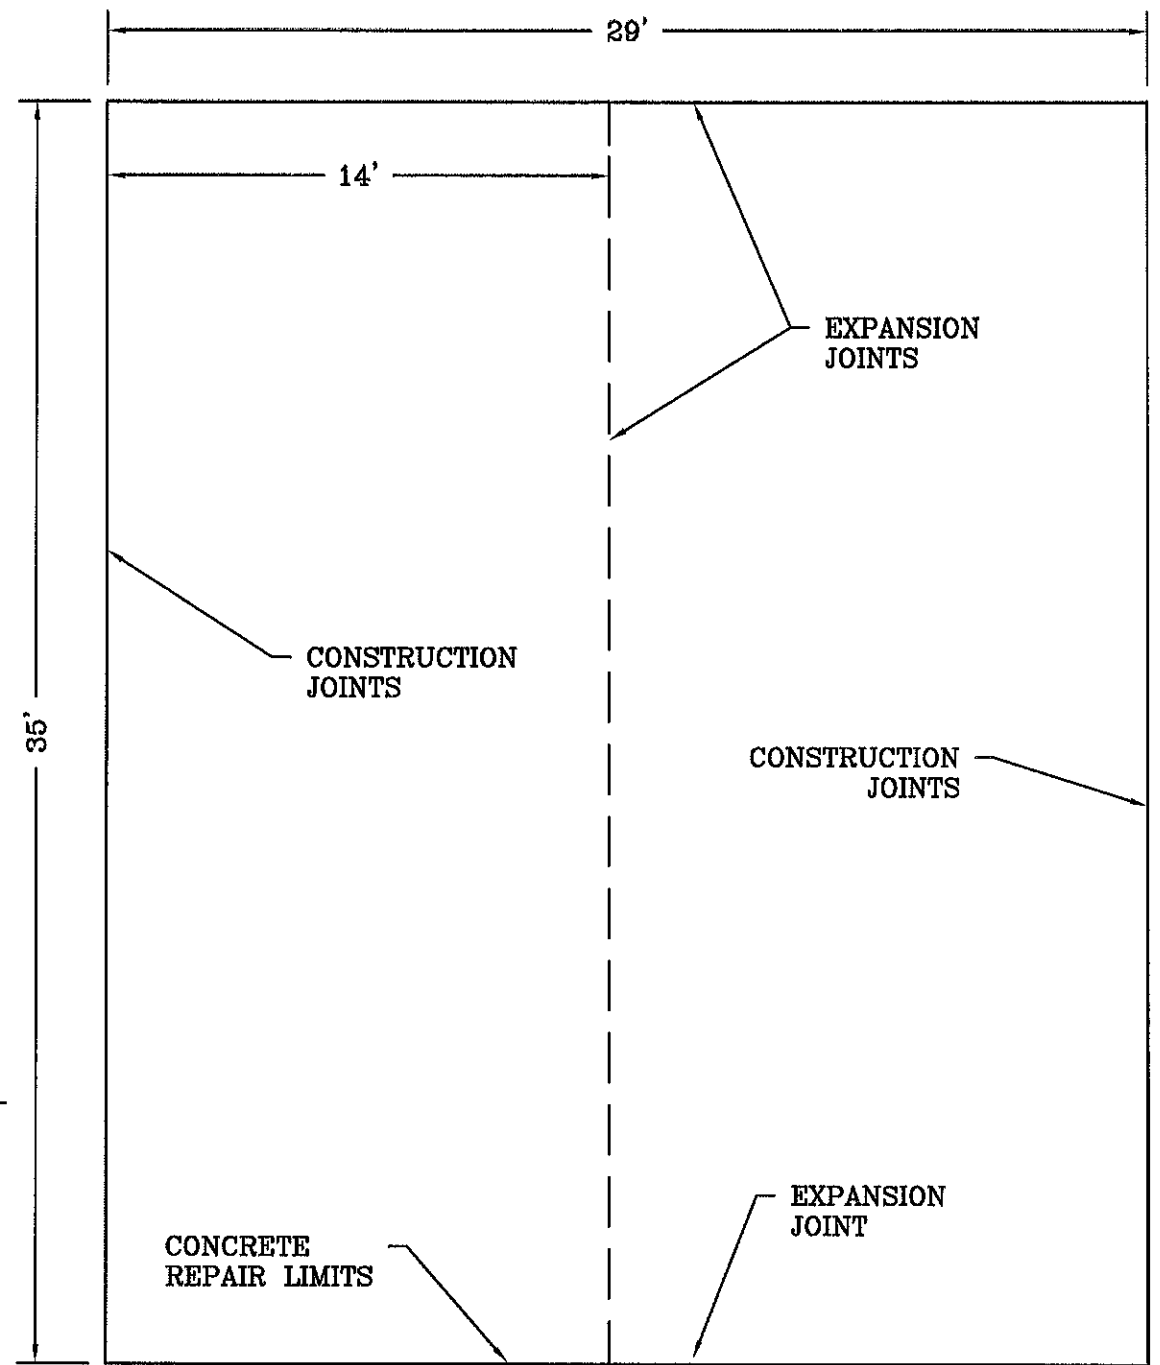 29'
14'
EXPANSION
JOINTS
CONSTRUCTION
JOINTS
35'
CONSTRUCTION
JOINTS
EXPANSION
JOINT
CONCRETE
REPAIR LIMITS